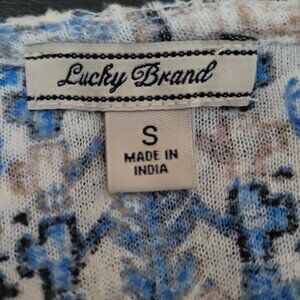 Lucky Brand
S
MADE IN
INDIA